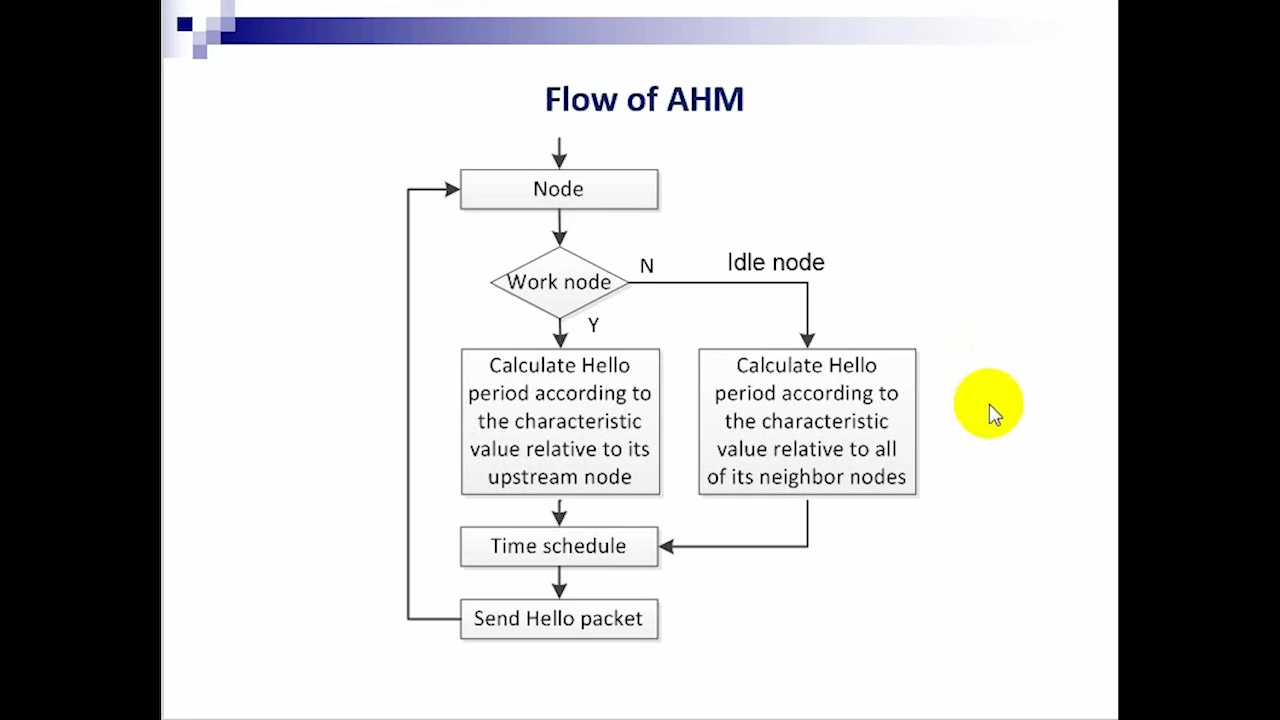 Flow of AHM
Node
Work node
N
Idle node
Y
Calculate Hello
period according to
the characteristic
value relative to its
upstream node
Calculate Hello
period according to
the characteristic
value relative to all
of its neighbor nodes
Time schedule
Send Hello packet